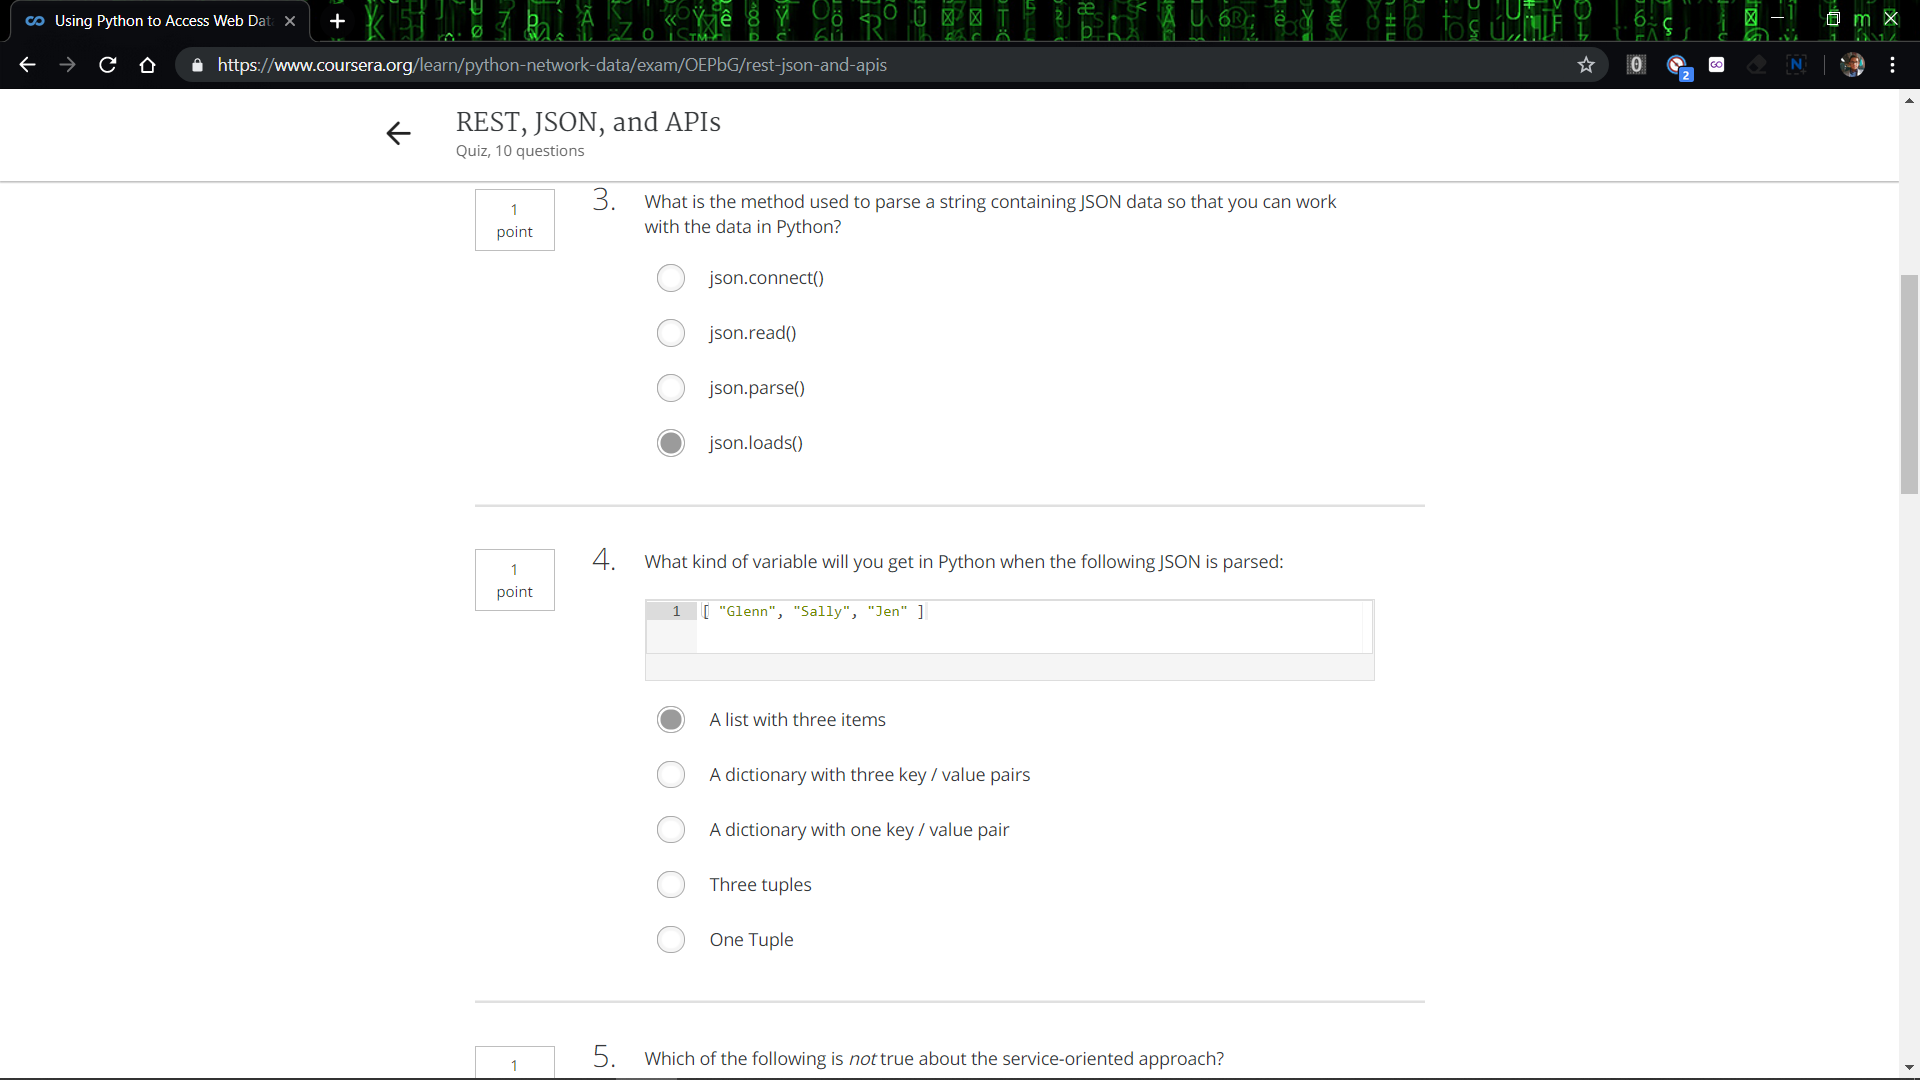 Using Python to Access Web Dat
https://www.coursera.org/learn/python-network-data/exam/OEPbG/rest-json-and-apis
2
REST, JSON, and APIs
Quiz, 10 questions
1
point
3.
What is the method used to parse a string containing JSON data so that you can work
with the data in Python?
json.connect()
json.read()
json.parse()
json.loads()
1
point
4.
What kind of variable will you get in Python when the following JSON is parsed:
1
[ "Glenn", "Sally", "Jen" ]
A list with three items
A dictionary with three key / value pairs
A dictionary with one key / value pair
Three tuples
One Tuple
1
5.
Which of the following is not true about the service-oriented approach?